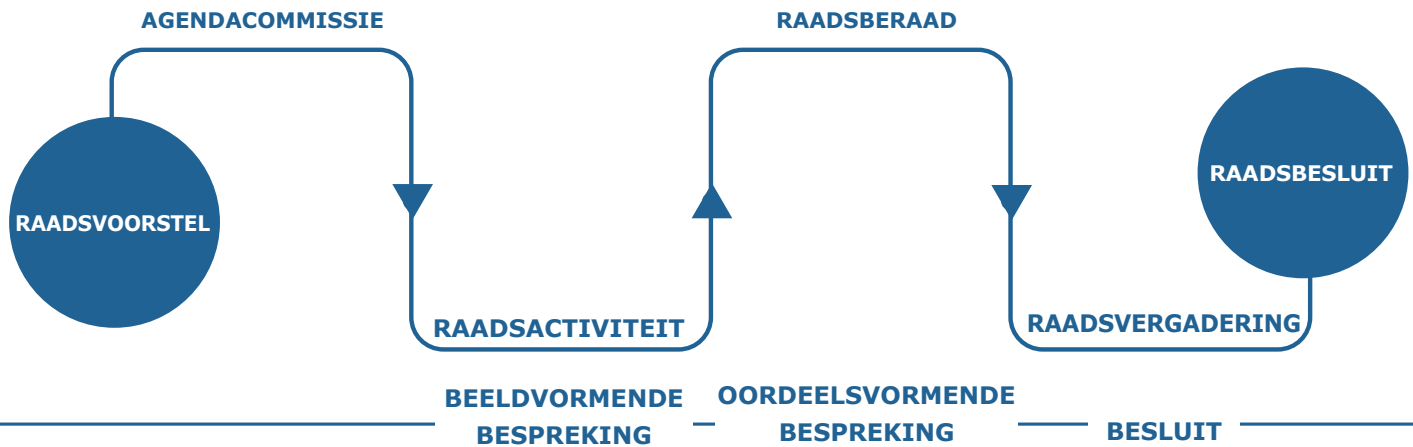 AGENDACOMMISSIE
RAADSBERAAD
RAADSVOORSTEL
RAADSBESLUIT
RAADSACTIVITEIT
RAADSVERGADERING
BEELDVORMENDE
BESPREKING
OORDEELSVORMENDE
BESPREKING
BESLUIT